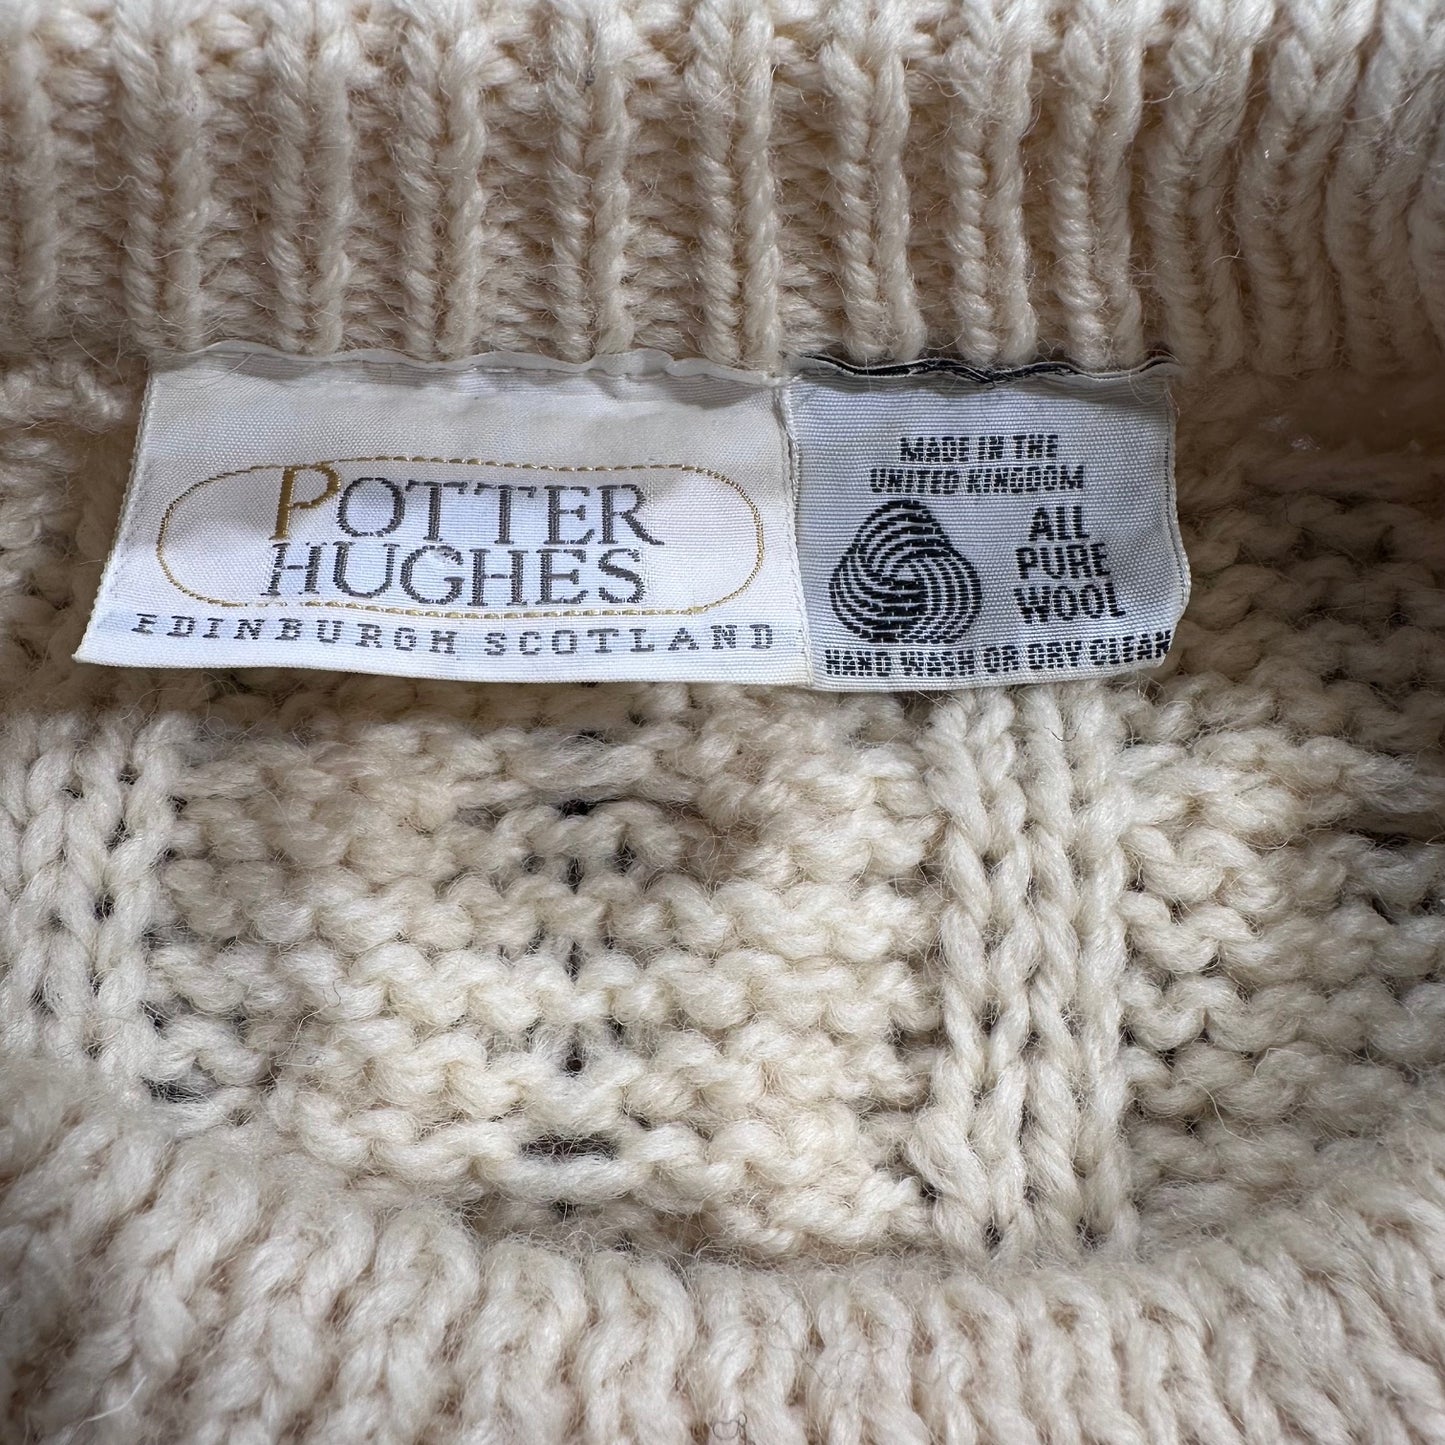 POTTER
HUGHES
EDINBURGH SCOTLAND
MADE IN THE
UNITED KINGDOM
ALL
PURE
WOOL
HAND WASH OR DRY CLEAN